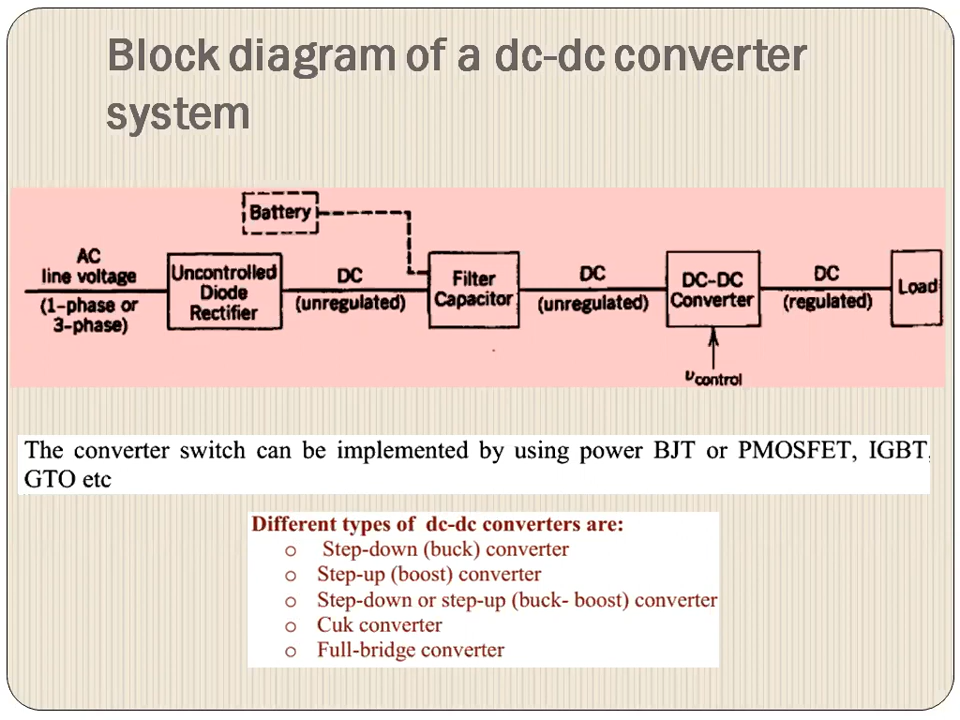 Block diagram of a dc-dc converter
system
Battery
AC
line voltage
(1-phase or
3-phase)
Uncontrolled
Diode
Rectifier
DC
(unregulated)
Filter
Capacitor
DC
(unregulated)
DC-DC
Converter
DC
(regulated)
Load
νcontrol
The converter switch can be implemented by using power BJT or PMOSFET, IGBT,
GTO etc
Different types of dc-dc converters are:
o Step-down (buck) converter
o Step-up (boost) converter
o Step-down or step-up (buck- boost) converter
o Cuk converter
o Full-bridge converter